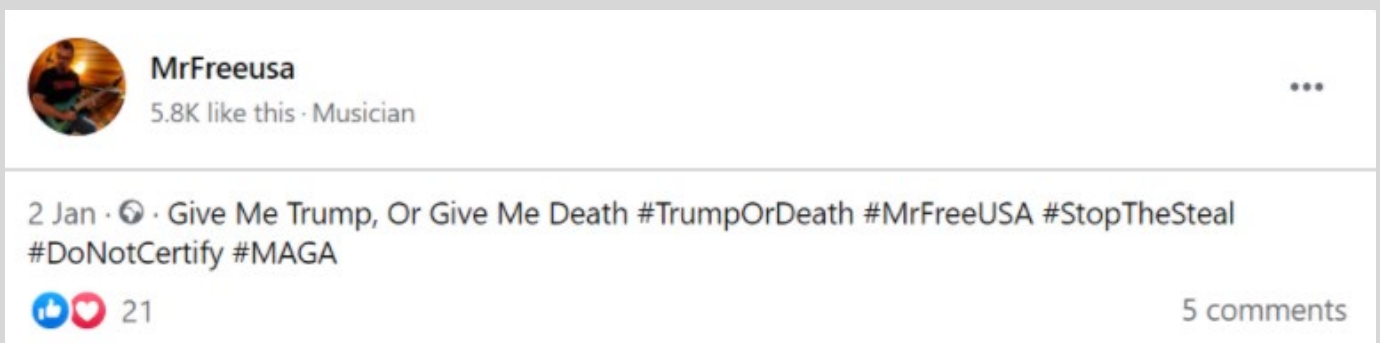 MrFreeusa
5.8K like this · Musician
2 Jan · · Give Me Trump, Or Give Me Death #TrumpOrDeath #MrFreeUSA #StopTheSteal
#DoNotCertify #MAGA
21
5 comments